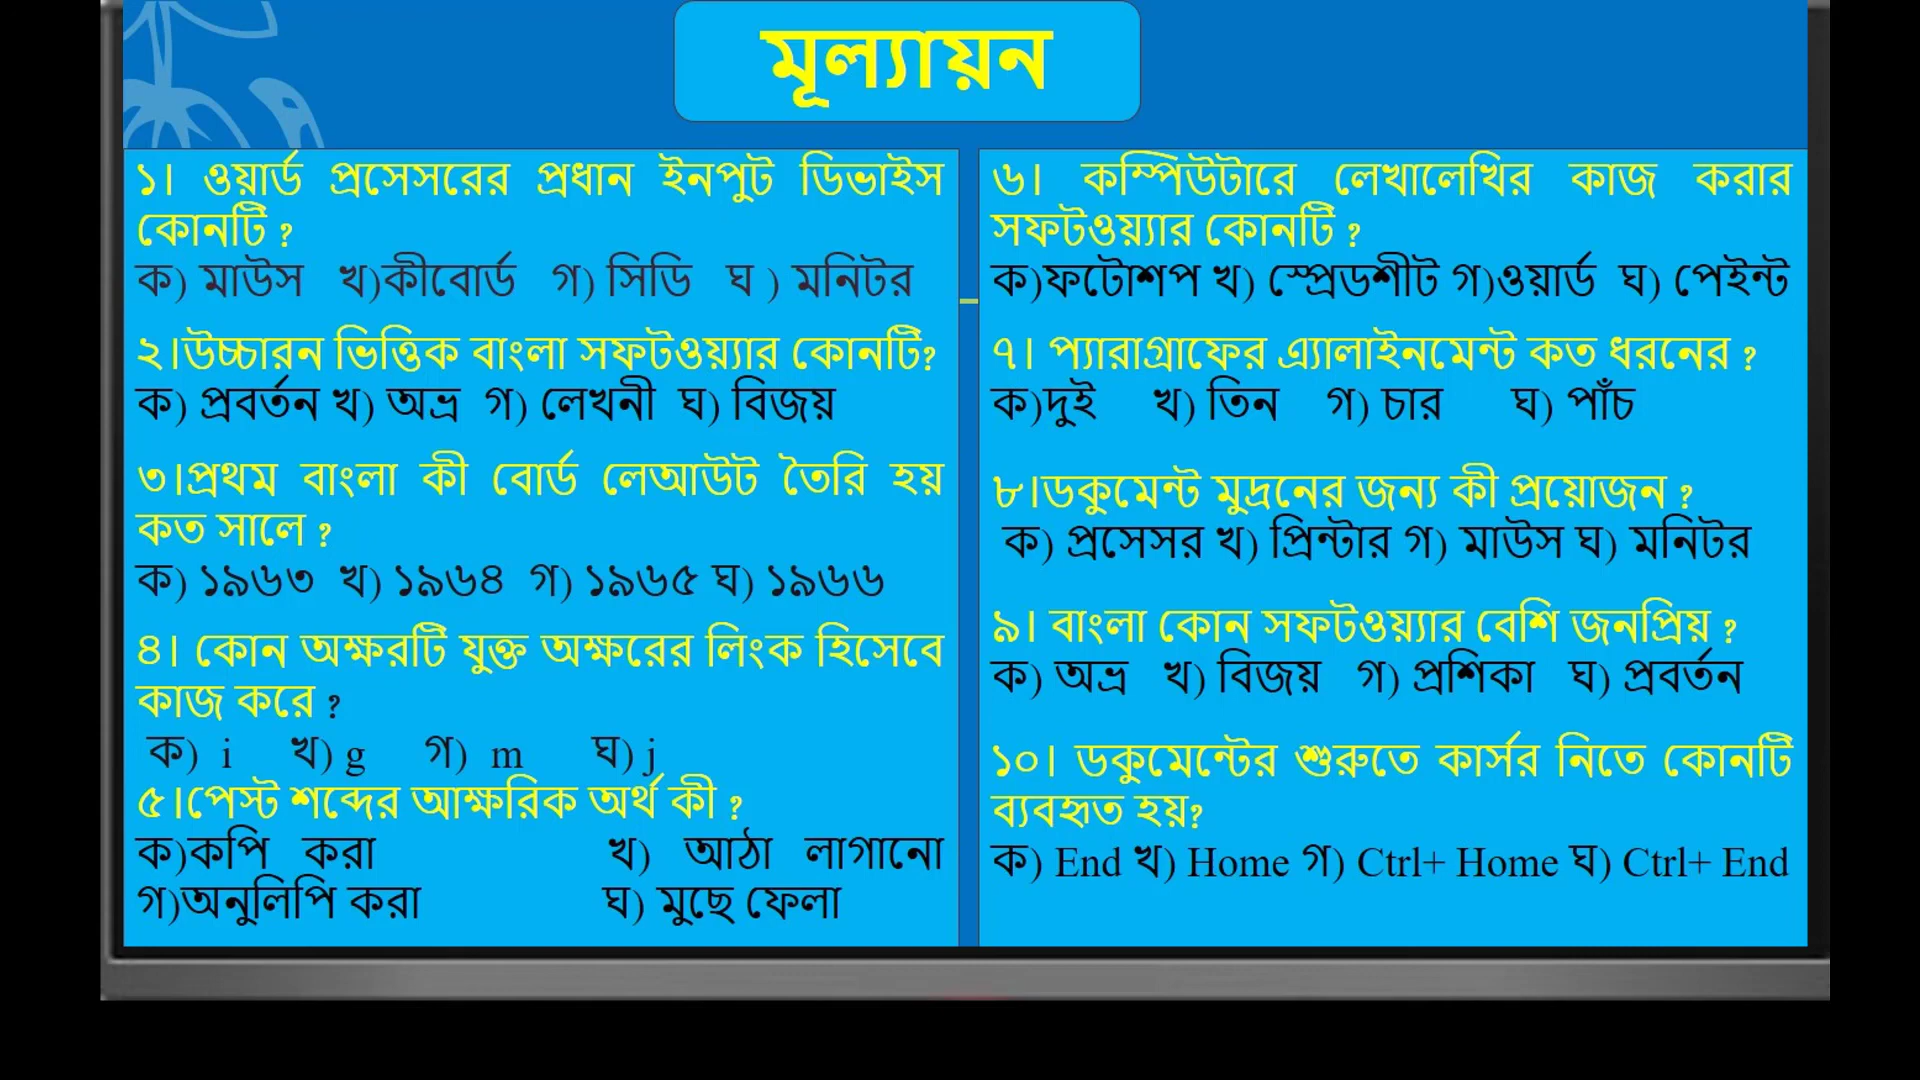 মূল্যায়ন
১। ওয়ার্ড প্রসেসরের প্রধান ইনপুট ডিভাইস
কোনটি ?
ক) মাউস খ)কীবোর্ড গ) সিডি ঘ ) মনিটর
২।উচ্চারন ভিত্তিক বাংলা সফটওয়্যার কোনটি?
ক) প্রবর্তন খ) অভ্র গ) লেখনী ঘ) বিজয়
৩।প্রথম বাংলা কী বোর্ড লেআউট তৈরি হয়
কত সালে ?
ক) ১৯৬৩ খ) ১৯৬৪ গ) ১৯৬৫ ঘ) ১৯৬৬
৪। কোন অক্ষরটি যুক্ত অক্ষরের লিংক হিসেবে
কাজ করে ?
ক) i খ) g গ) m ঘ) j
৫।পেস্ট শব্দের আক্ষরিক অর্থ কী ?
ক)কপি করা খ) আঠা লাগানো
গ)অনুলিপি করা ঘ) মুছে ফেলা
৬। কম্পিউটারে লেখালেখির কাজ করার
সফটওয়্যার কোনটি ?
ক)ফটোশপ খ) স্প্রেডশীট গ)ওয়ার্ড ঘ) পেইন্ট
৭। প্যারাগ্রাফের এ্যালাইনমেন্ট কত ধরনের ?
ক)দুই খ) তিন গ) চার ঘ) পাঁচ
৮।ডকুমেন্ট মুদ্রনের জন্য কী প্রয়োজন ?
ক) প্রসেসর খ) প্রিন্টার গ) মাউস ঘ) মনিটর
৯। বাংলা কোন সফটওয়্যার বেশি জনপ্রিয় ?
ক) অভ্র খ) বিজয় গ) প্রশিকা ঘ) প্রবর্তন
১০। ডকুমেন্টের শুরুতে কার্সর নিতে কোনটি
ব্যবহৃত হয়?
ক) End খ) Home গ) Ctrl+ Home ঘ) Ctrl+ End